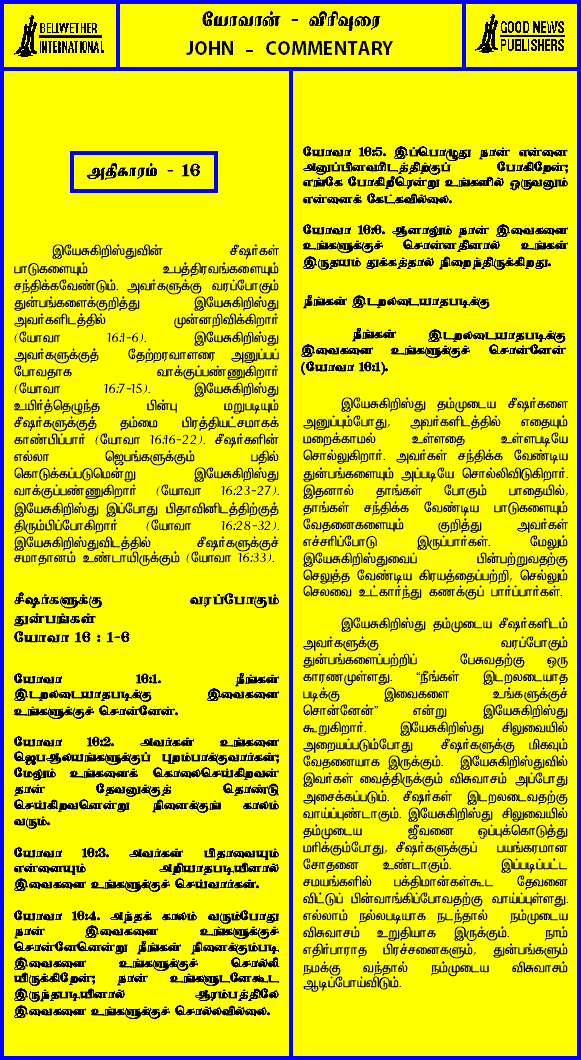 BELWETHER
INTERNATIONAL
யோவான் - விரிவுரை
JOHN - COMMENTARY
GOOD NEWS
PUBLISHERS
அதிகாரம் - 16
இயேசுகிறிஸ்துவின் சீஷர்கள்
பாடுகளையும் உபத்திரவங்களையும்
சந்திக்கவேண்டும். அவர்களுக்கு வரப்போகும்
துன்பங்களைக்குறித்து இயேசுகிறிஸ்து
அவர்களிடத்தில் முன்னறிவிக்கிறார்
(யோவா 16:1-6). இயேசுகிறிஸ்து
அவர்களுக்குத் தேற்றரவாளரை அனுப்பப்
போவதாக வாக்குப்பண்ணுகிறார்
(யோவா 16:7-15). இயேசுகிறிஸ்து
உயிர்த்தெழுந்த பின்பு மறுபடியும்
சீஷர்களுக்குத் தம்மை பிரத்தியட்சமாகக்
காண்பிப்பார் (யோவா 16:16-22). சீஷர்களின்
எல்லா ஜெபங்களுக்கும் பதில்
கொடுக்கப்படுமென்று இயேசுகிறிஸ்து
வாக்குப்பண்ணுகிறார் (யோவா 16:23-27).
இயேசுகிறிஸ்து இப்போது பிதாவினிடத்திற்குத்
திரும்பிப்போகிறார் (யோவா 16:28-32).
இயேசுகிறிஸ்துவிடத்தில் சீஷர்களுக்குச்
சமாதானம் உண்டாயிருக்கும் (யோவா 16:33).
சீஷர்களுக்கு வரப்போகும்
துன்பங்கள்
யோவா 16 : 1-6
யோவா 16:1. நீங்கள்
இடறலடையாதபடிக்கு இவைகளை
உங்களுக்குச் சொன்னேன்.
யோவா 16:2. அவர்கள் உங்களை
ஜெபஆலயங்களுக்குப் புறம்பாக்குவார்கள்;
மேலும் உங்களைக் கொலைசெய்கிறவன்
தான் தேவனுக்குத் தொண்டு
செய்கிறவனென்று நினைக்குங் காலம்
வரும்.
யோவா 16:3. அவர்கள் பிதாவையும்
என்னையும் அறியாதபடியினால்
இவைகளை உங்களுக்குச் செய்வார்கள்.
யோவா 16:4. அந்தக் காலம் வரும்போது
நான் இவைகளை உங்களுக்குச்
சொன்னேனென்று நீங்கள் நினைக்கும்படி
இவைகளை உங்களுக்குச் சொல்லி
யிருக்கிறேன்; நான் உங்களுடனேகூட
இருந்தபடியினால் ஆரம்பத்திலே
இவைகளை உங்களுக்குச் சொல்லவில்லை.
யோவா 16:5. இப்பொழுது நான் என்னை
அனுப்பினவரிடத்திற்குப் போகிறேன்;
எங்கே போகிறீரென்று உங்களில் ஒருவனும்
என்னைக் கேட்கவில்லை.
யோவா 16:6. ஆனாலும் நான் இவைகளை
உங்களுக்குச் சொன்னதினால் உங்கள்
இருதயம் துக்கத்தால் நிறைந்திருக்கிறது.
நீங்கள் இடறலடையாதபடிக்கு
நீங்கள் இடறலடையாதபடிக்கு
இவைகளை உங்களுக்குச் சொன்னேன்
(யோவா 16:1).
இயேசுகிறிஸ்து தம்முடைய சீஷர்களை
அனுப்பும்போது, அவர்களிடத்தில் எதையும்
மறைக்காமல் உள்ளதை உள்ளபடியே
சொல்லுகிறார். அவர்கள் சந்திக்க வேண்டிய
துன்பங்களையும் அப்படியே சொல்லிவிடுகிறார்.
இதனால் தாங்கள் போகும் பாதையில்,
தாங்கள் சந்திக்க வேண்டிய பாடுகளையும்
வேதனைகளையும் குறித்து அவர்கள்
எச்சரிப்போடு இருப்பார்கள். மேலும்
இயேசுகிறிஸ்துவைப் பின்பற்றுவதற்கு
செலுத்த வேண்டிய கிரயத்தைப்பற்றி, செல்லும்
செலவை உட்கார்ந்து கணக்குப் பார்ப்பார்கள்.
இயேசுகிறிஸ்து தம்முடைய சீஷர்களிடம்
அவர்களுக்கு வரப்போகும்
துன்பங்களைப்பற்றிப் பேசுவதற்கு ஒரு
காரணமுள்ளது. "நீங்கள் இடறலடையாத
படிக்கு இவைகளை உங்களுக்குச்
சொன்னேன்" என்று இயேசுகிறிஸ்து
கூறுகிறார். இயேசுகிறிஸ்து சிலுவையில்
அறையப்படும்போது சீஷர்களுக்கு மிகவும்
வேதனையாக இருக்கும். இயேசுகிறிஸ்துவில்
இவர்கள் வைத்திருக்கும் விசுவாசம் அப்போது
அசைக்கப்படும். சீஷர்கள் இடறலடைவதற்கு
வாய்ப்புண்டாகும். இயேசுகிறிஸ்து சிலுவையில்
தம்முடைய ஜீவனை ஒப்புக்கொடுத்து
மரிக்கும்போது, சீஷர்களுக்குப் பயங்கரமான
சோதனை உண்டாகும். இப்படிப்பட்ட
சமயங்களில் பக்திமான்கள்கூட தேவனை
விட்டுப் பின்வாங்கிப்போவதற்கு வாய்ப்புள்ளது.
எல்லாம் நல்லபடியாக நடந்தால் நம்முடைய
விசுவாசம் உறுதியாக இருக்கும். நாம்
எதிர்பாராத பிரச்சனைகளும், துன்பங்களும்
நமக்கு வந்தால் நம்முடைய விசுவாசம்
ஆடிப்போய்விடும்.